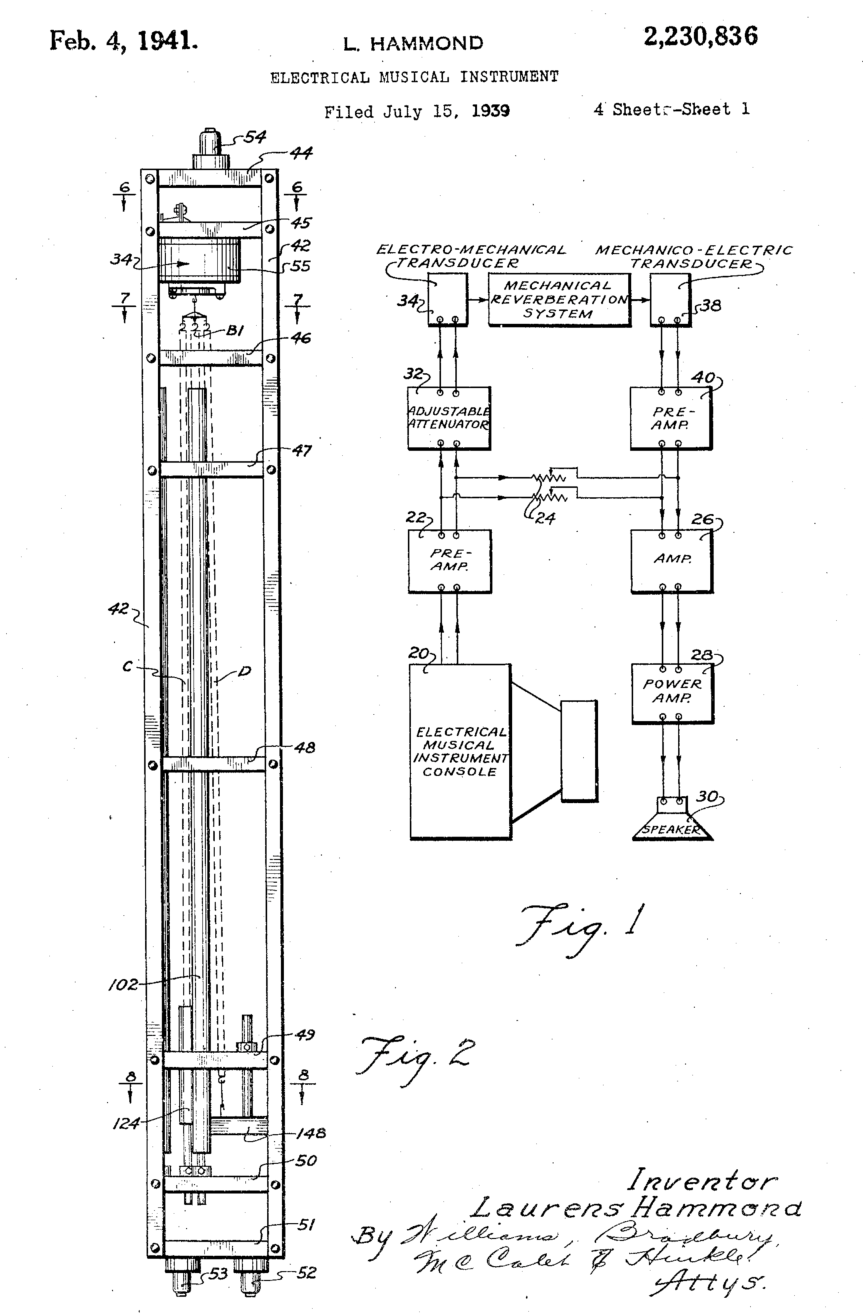 Feb. 4, 1941.
L. HAMMOND
2,230,836
ELECTRICAL MUSICAL INSTRUMENT
Filed July 15, 1939
4 Sheets-Sheet 1
54
44
6
6
45
42
34
55
7
7
B1
46
47
42
C
D
48
102
49
8
8
124
148
50
51
53
52
Fig. 2
ELECTRO-MECHANICAL
TRANSDUCER
MECHANICO-ELECTRIC
TRANSDUCER
34
MECHANICAL
REVERBERATION
SYSTEM
38
32
ADJUSTABLE
ATTENUATOR
40
PRE-
AMP.
24
22
PRE-
AMP.
26
AMP.
20
ELECTRICAL
MUSICAL
INSTRUMENT
CONSOLE
28
POWER
AMP.
30
SPEAKER
Fig. 1
Inventor
Laurens Hammond
By Williams, Bradbury,
McCaleb & Hinkle.
Attys.